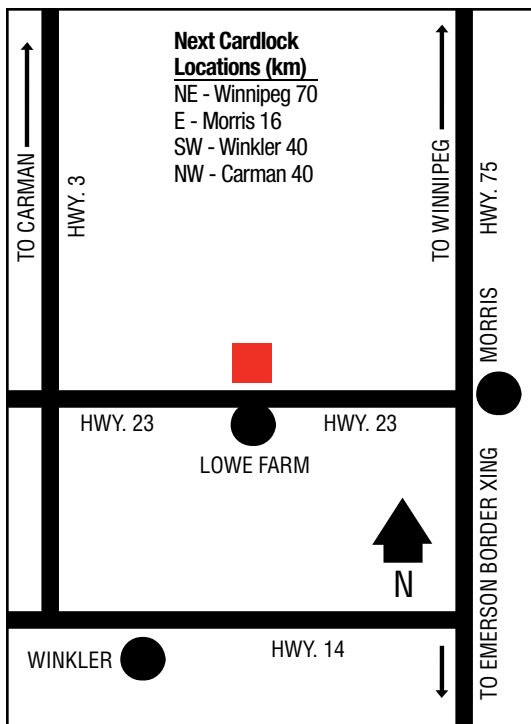 Next Cardlock
Locations (km)
NE - Winnipeg 70
E - Morris 16
SW - Winkler 40
NW - Carman 40
TO CARMAN
HWY. 3
TO WINNIPEG
HWY. 75
MORRIS
HWY. 23
HWY. 23
LOWE FARM
N
TO EMERSON BORDER XING
WINKLER
HWY. 14